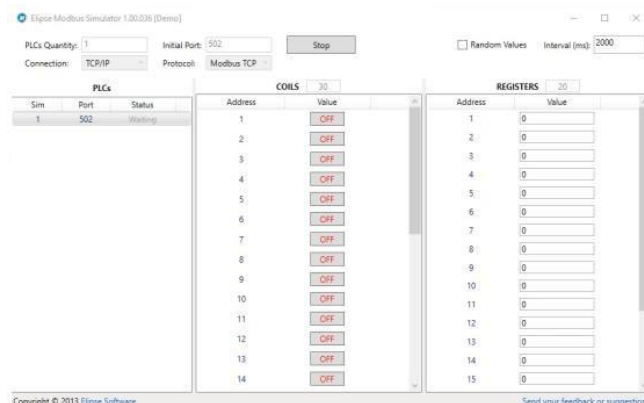 Elipse Modbus Simulator 1.00.036 [Demo]
PLCs Quantity: 1 Initial Port: 502 Stop Random Values Interval (ms): 2000
Connection: TCP/IP Protocol: Modbus TCP
PLCs COILS 30 REGISTERS 20
Sim Port Status Address Value Address Value
1 502 Waiting 1 OFF 1 0
2 OFF 2 0
3 OFF 3 0
4 OFF 4 0
5 OFF 5 0
6 OFF 6 0
7 OFF 7 0
8 OFF 8 0
9 OFF 9 0
10 OFF 10 0
11 OFF 11 0
12 OFF 12 0
13 OFF 13 0
14 OFF 14 0
15 0
Copyright © 2013 Elipse Software Send your feedback or suggestion